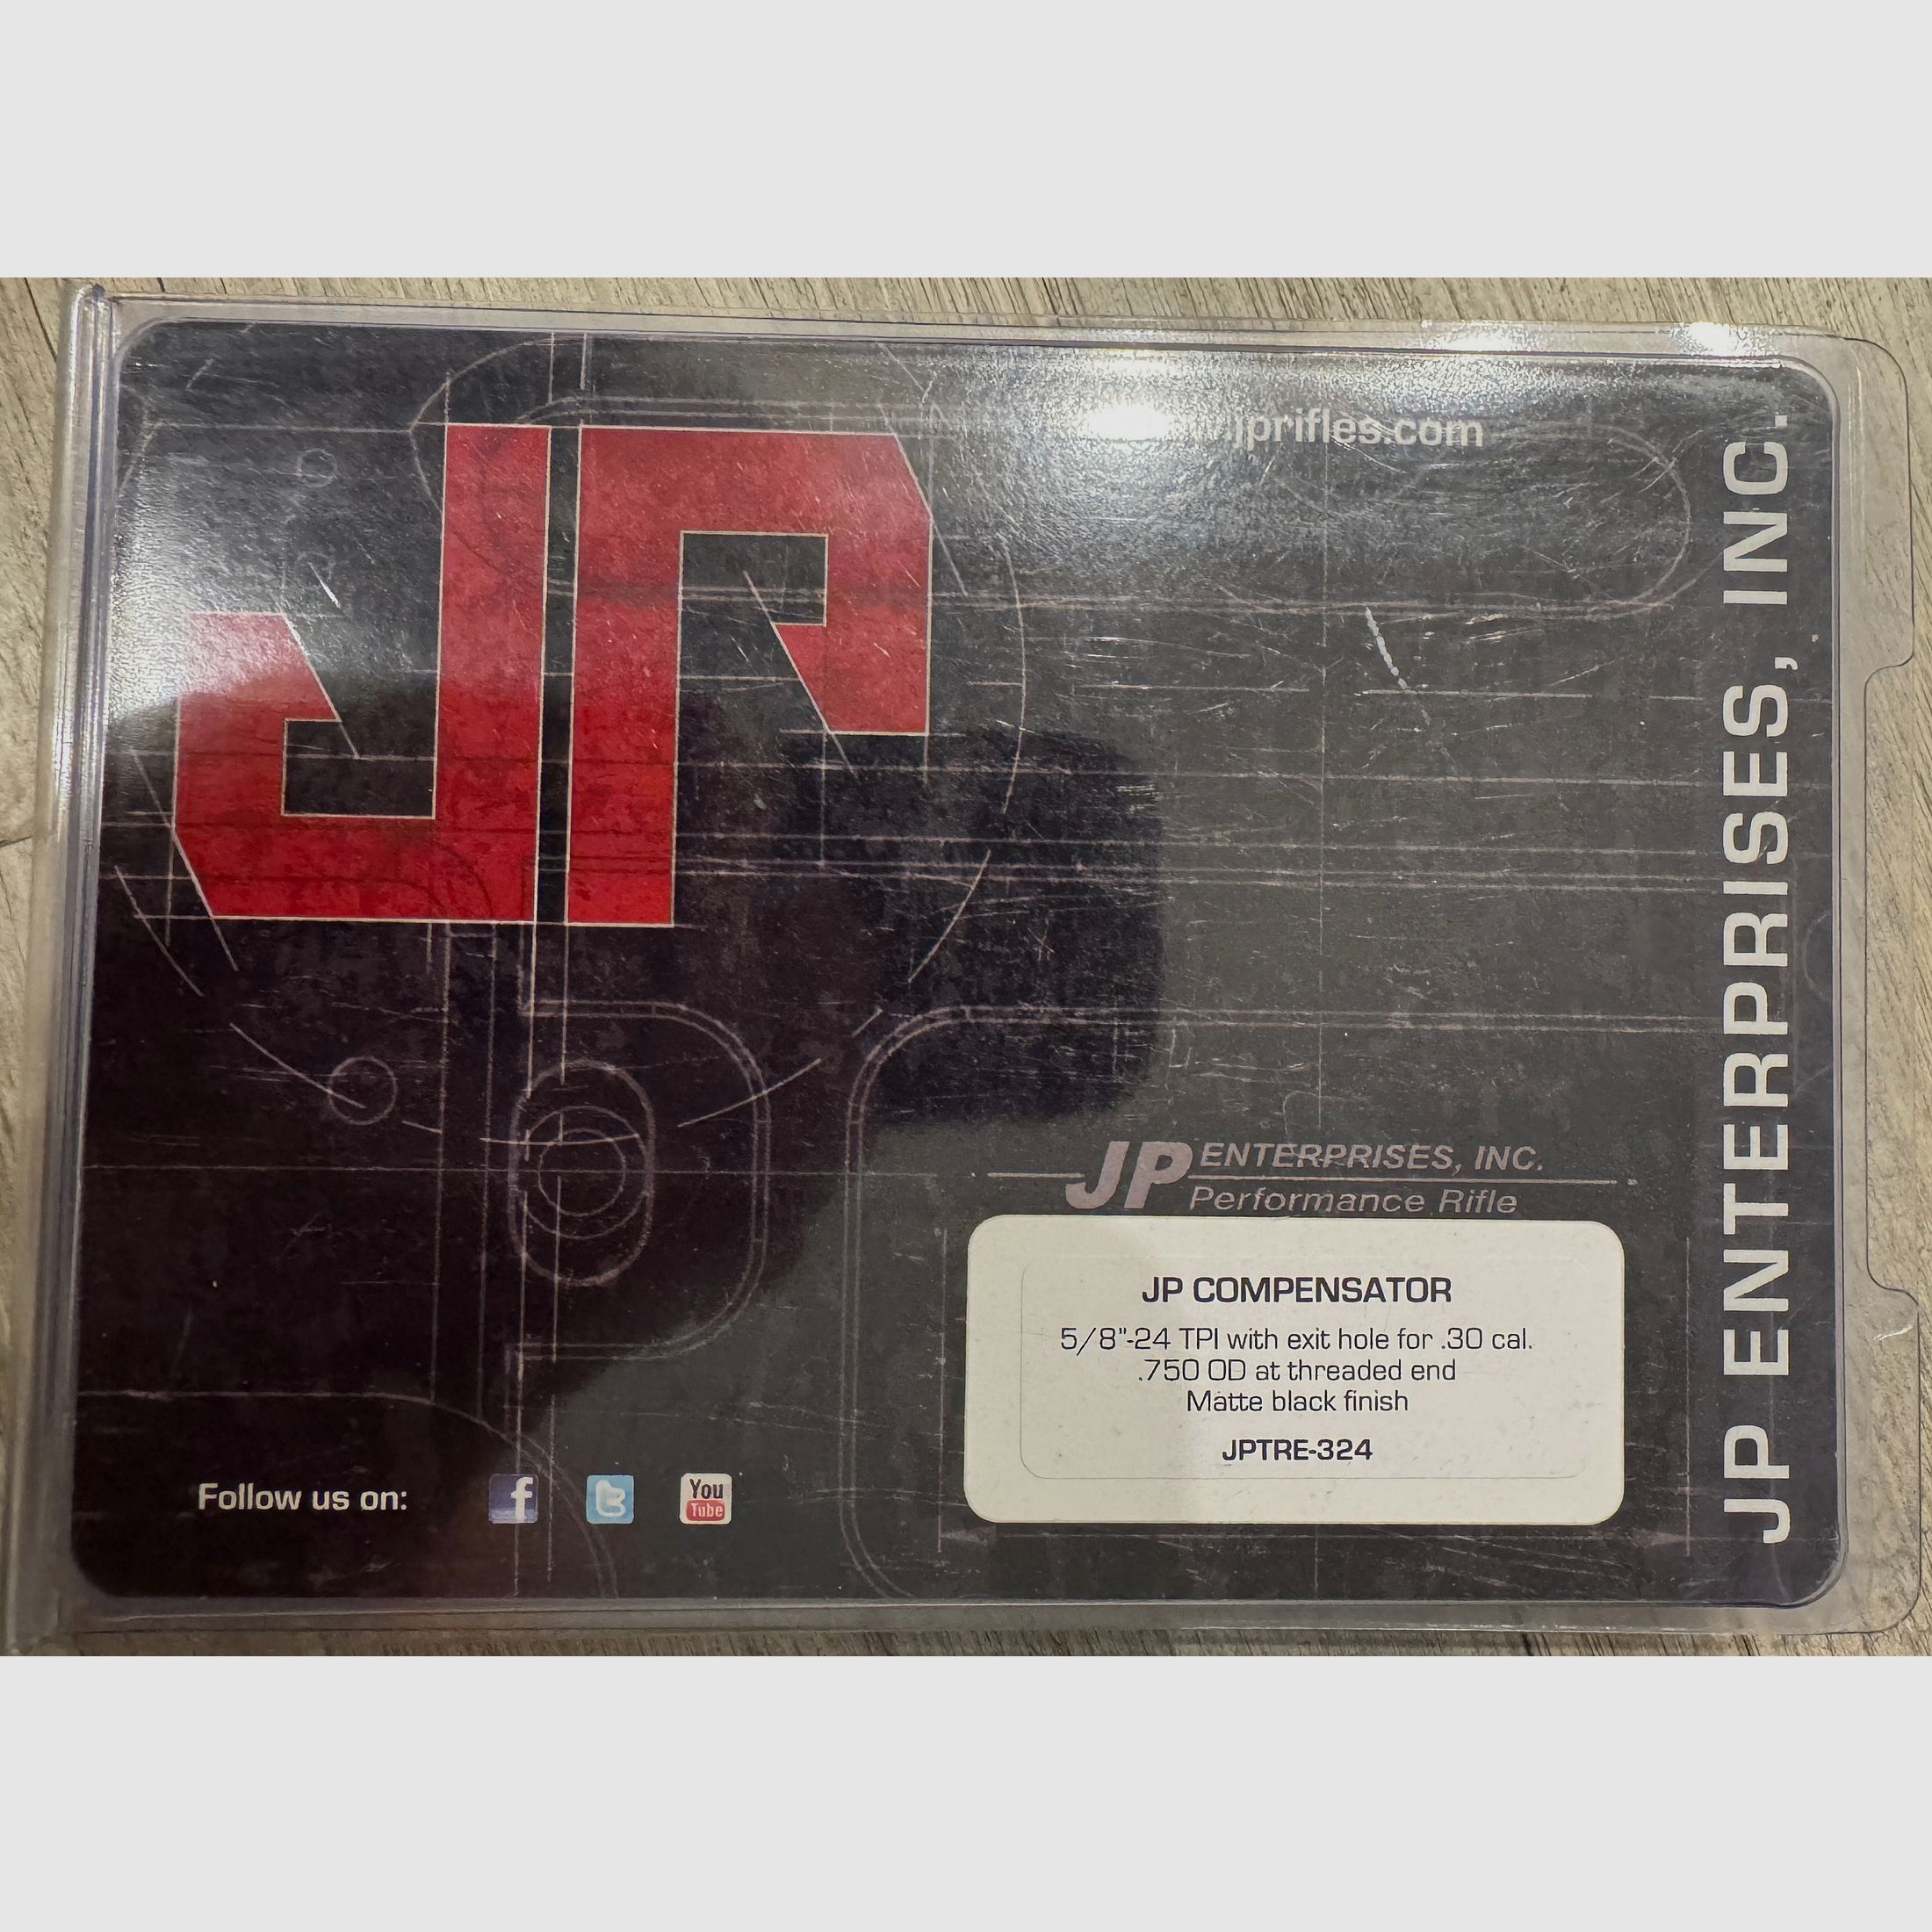 JP
.jprifles.com
JP ENTERPRISES, INC.
JP ENTERPRISES, INC.
Performance Rifle
JP COMPENSATOR
5/8"-24 TPI with exit hole for .30 cal.
.750 OD at threaded end
Matte black finish
JPTRE-324
Follow us on:
f
t
You
Tube